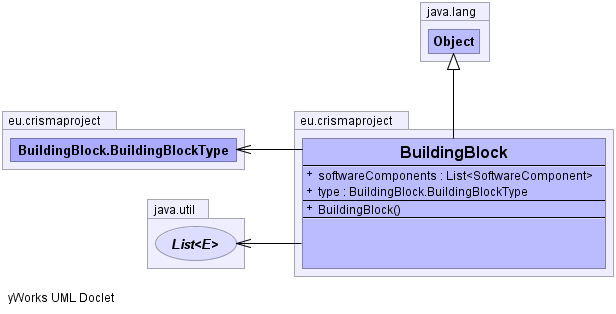 java.lang
Object
eu.crismaproject
BuildingBlock.BuildingBlockType
eu.crismaproject
BuildingBlock
+ softwareComponents : List<SoftwareComponent>
+ type : BuildingBlock.BuildingBlockType
+ BuildingBlock()
java.util
List<E>
yWorks UML Doclet